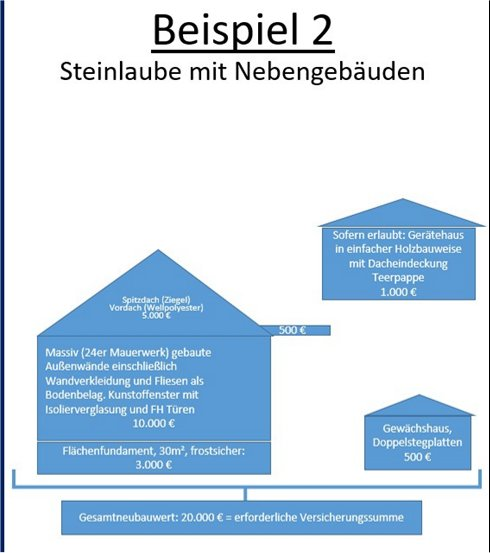 Beispiel 2
Steinlaube mit Nebengebäuden
Sofern erlaubt: Gerätehaus
in einfacher Holzbauweise
mit Dacheindeckung
Teerpappe
1.000 €
Spitzdach (Ziegel)
Vordach (Wellpolyester)
5.000 €
500 €
Massiv (24er Mauerwerk) gebaute
Außenwände einschließlich
Wandverkleidung und Fliesen als
Bodenbelag. Kunstoffenster mit
Isolierverglasung und FH Türen
10.000 €
Gewächshaus,
Doppelstegplatten
500 €
Flächenfundament, 30m², frostsicher:
3.000 €
Gesamtneubauwert: 20.000 € = erforderliche Versicherungssumme